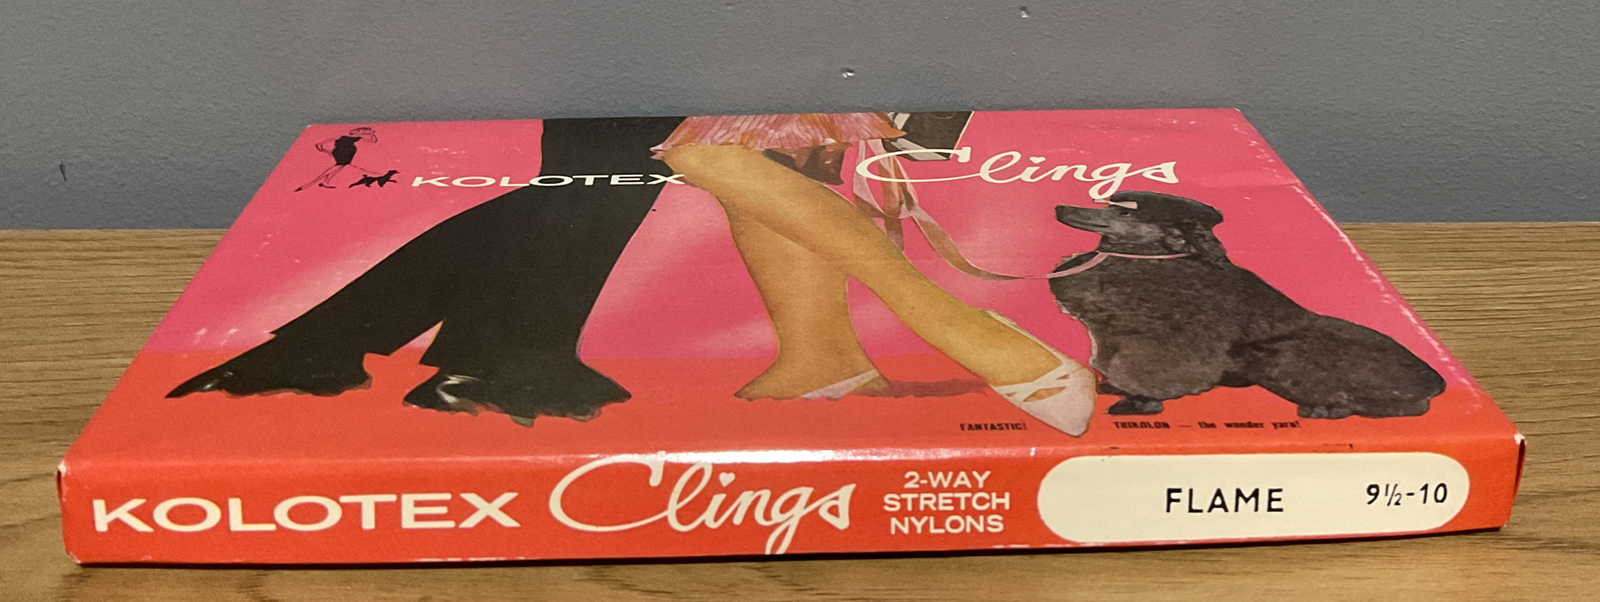 KOLOTEX Clings
FANTASTIC! TRIKOLON — the wonder yarn!
KOLOTEX Clings
2-WAY
STRETCH
NYLONS
FLAME 9½-10